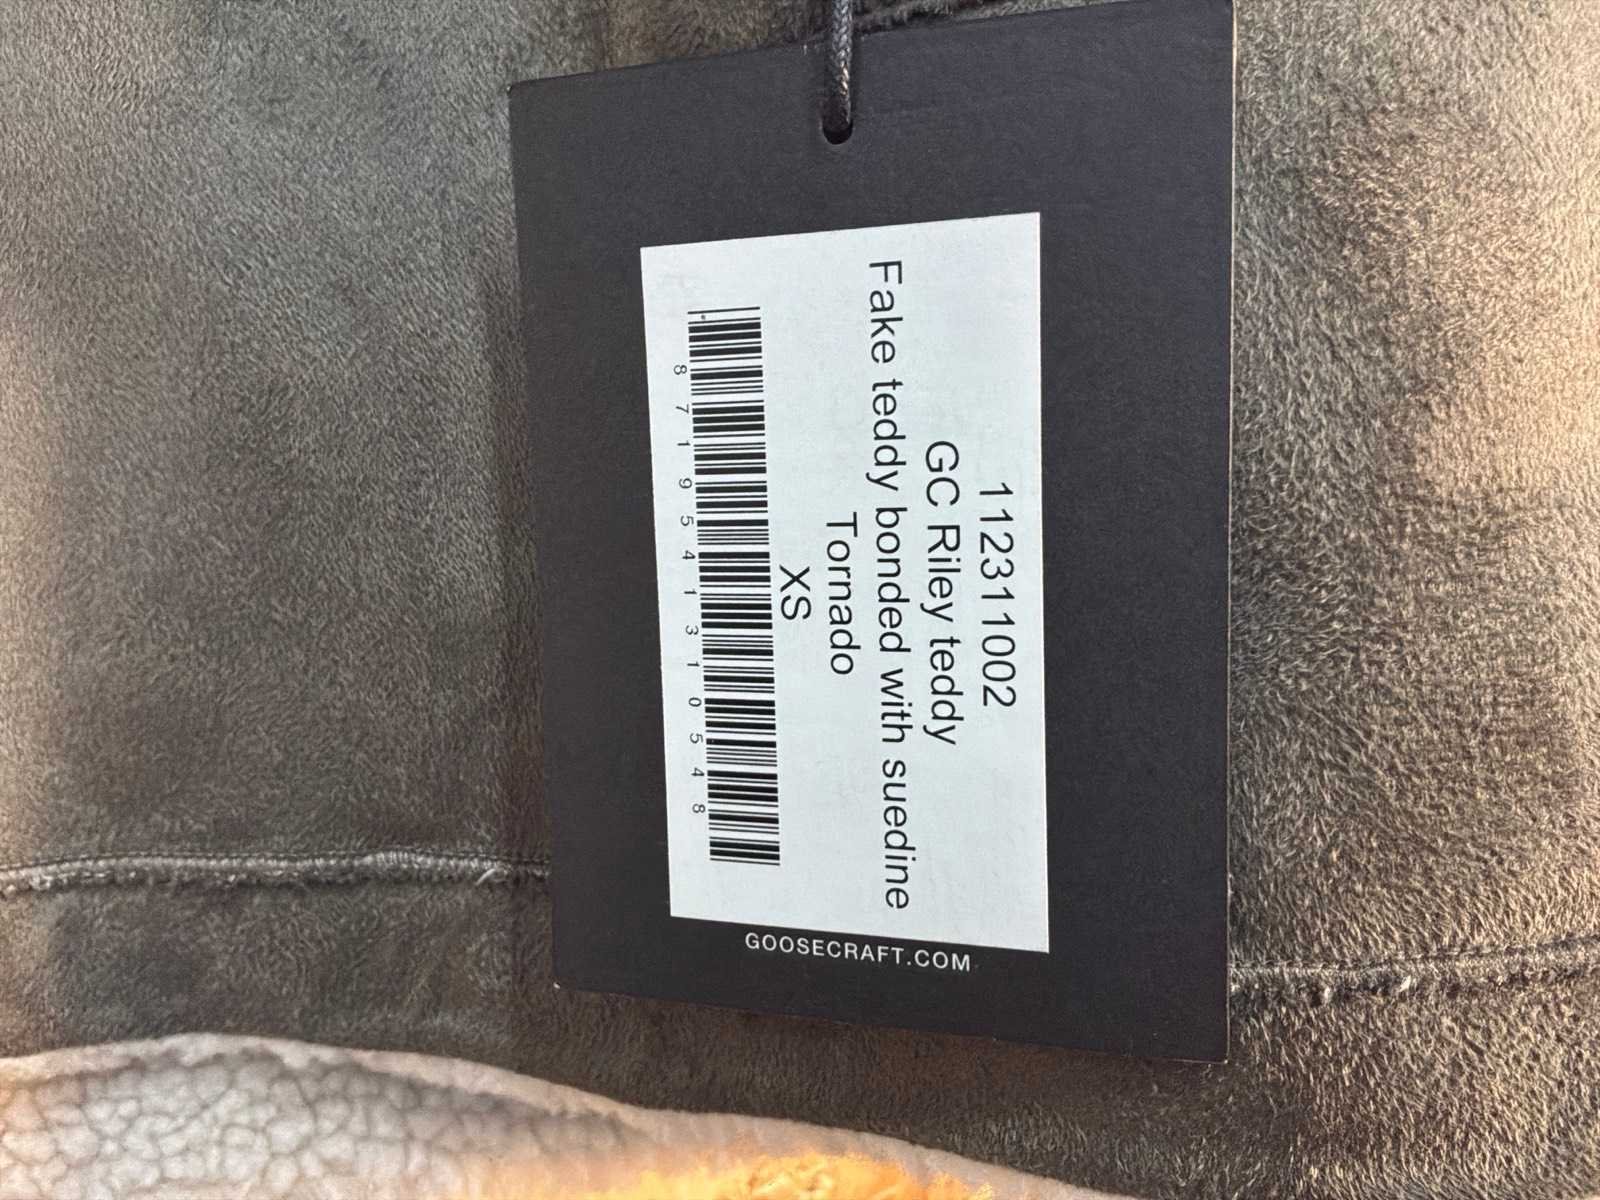 112311002
GC Riley teddy
Fake teddy bonded with suedine
Tornado
XS
8719541310548
GOOSECRAFT.COM